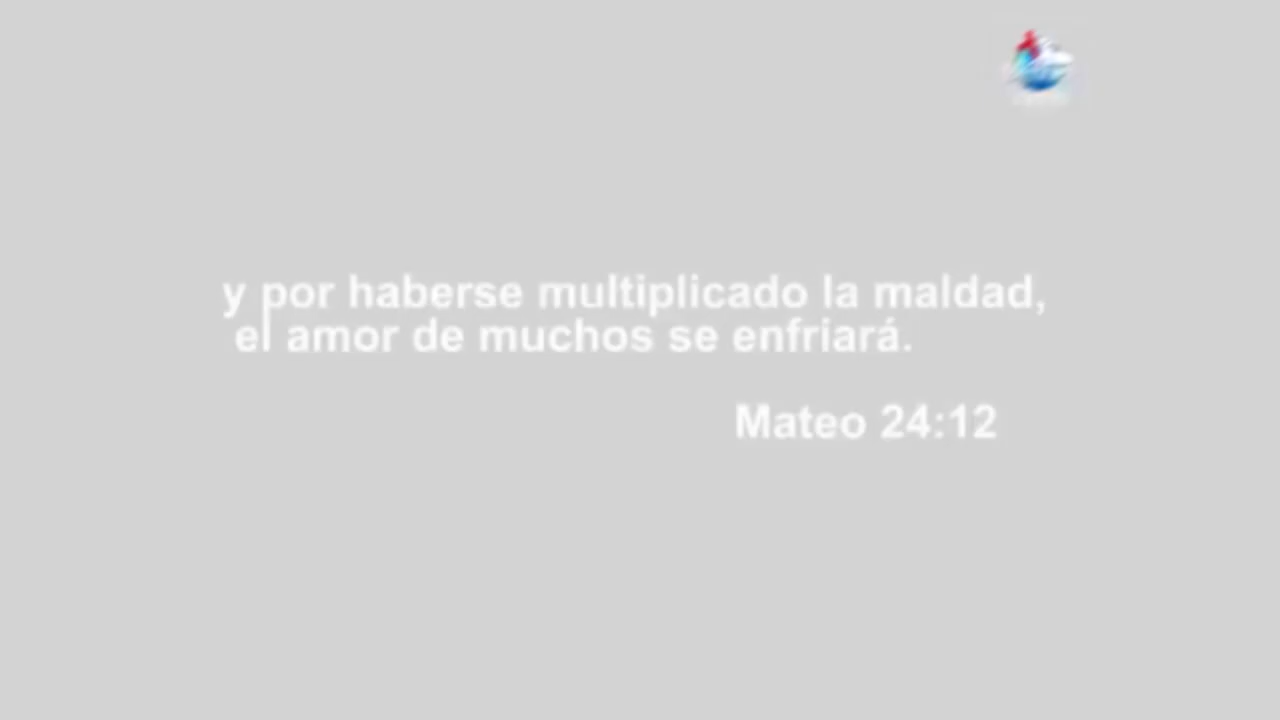 y por haberse multiplicado la maldad,
el amor de muchos se enfriará.
Mateo 24:12